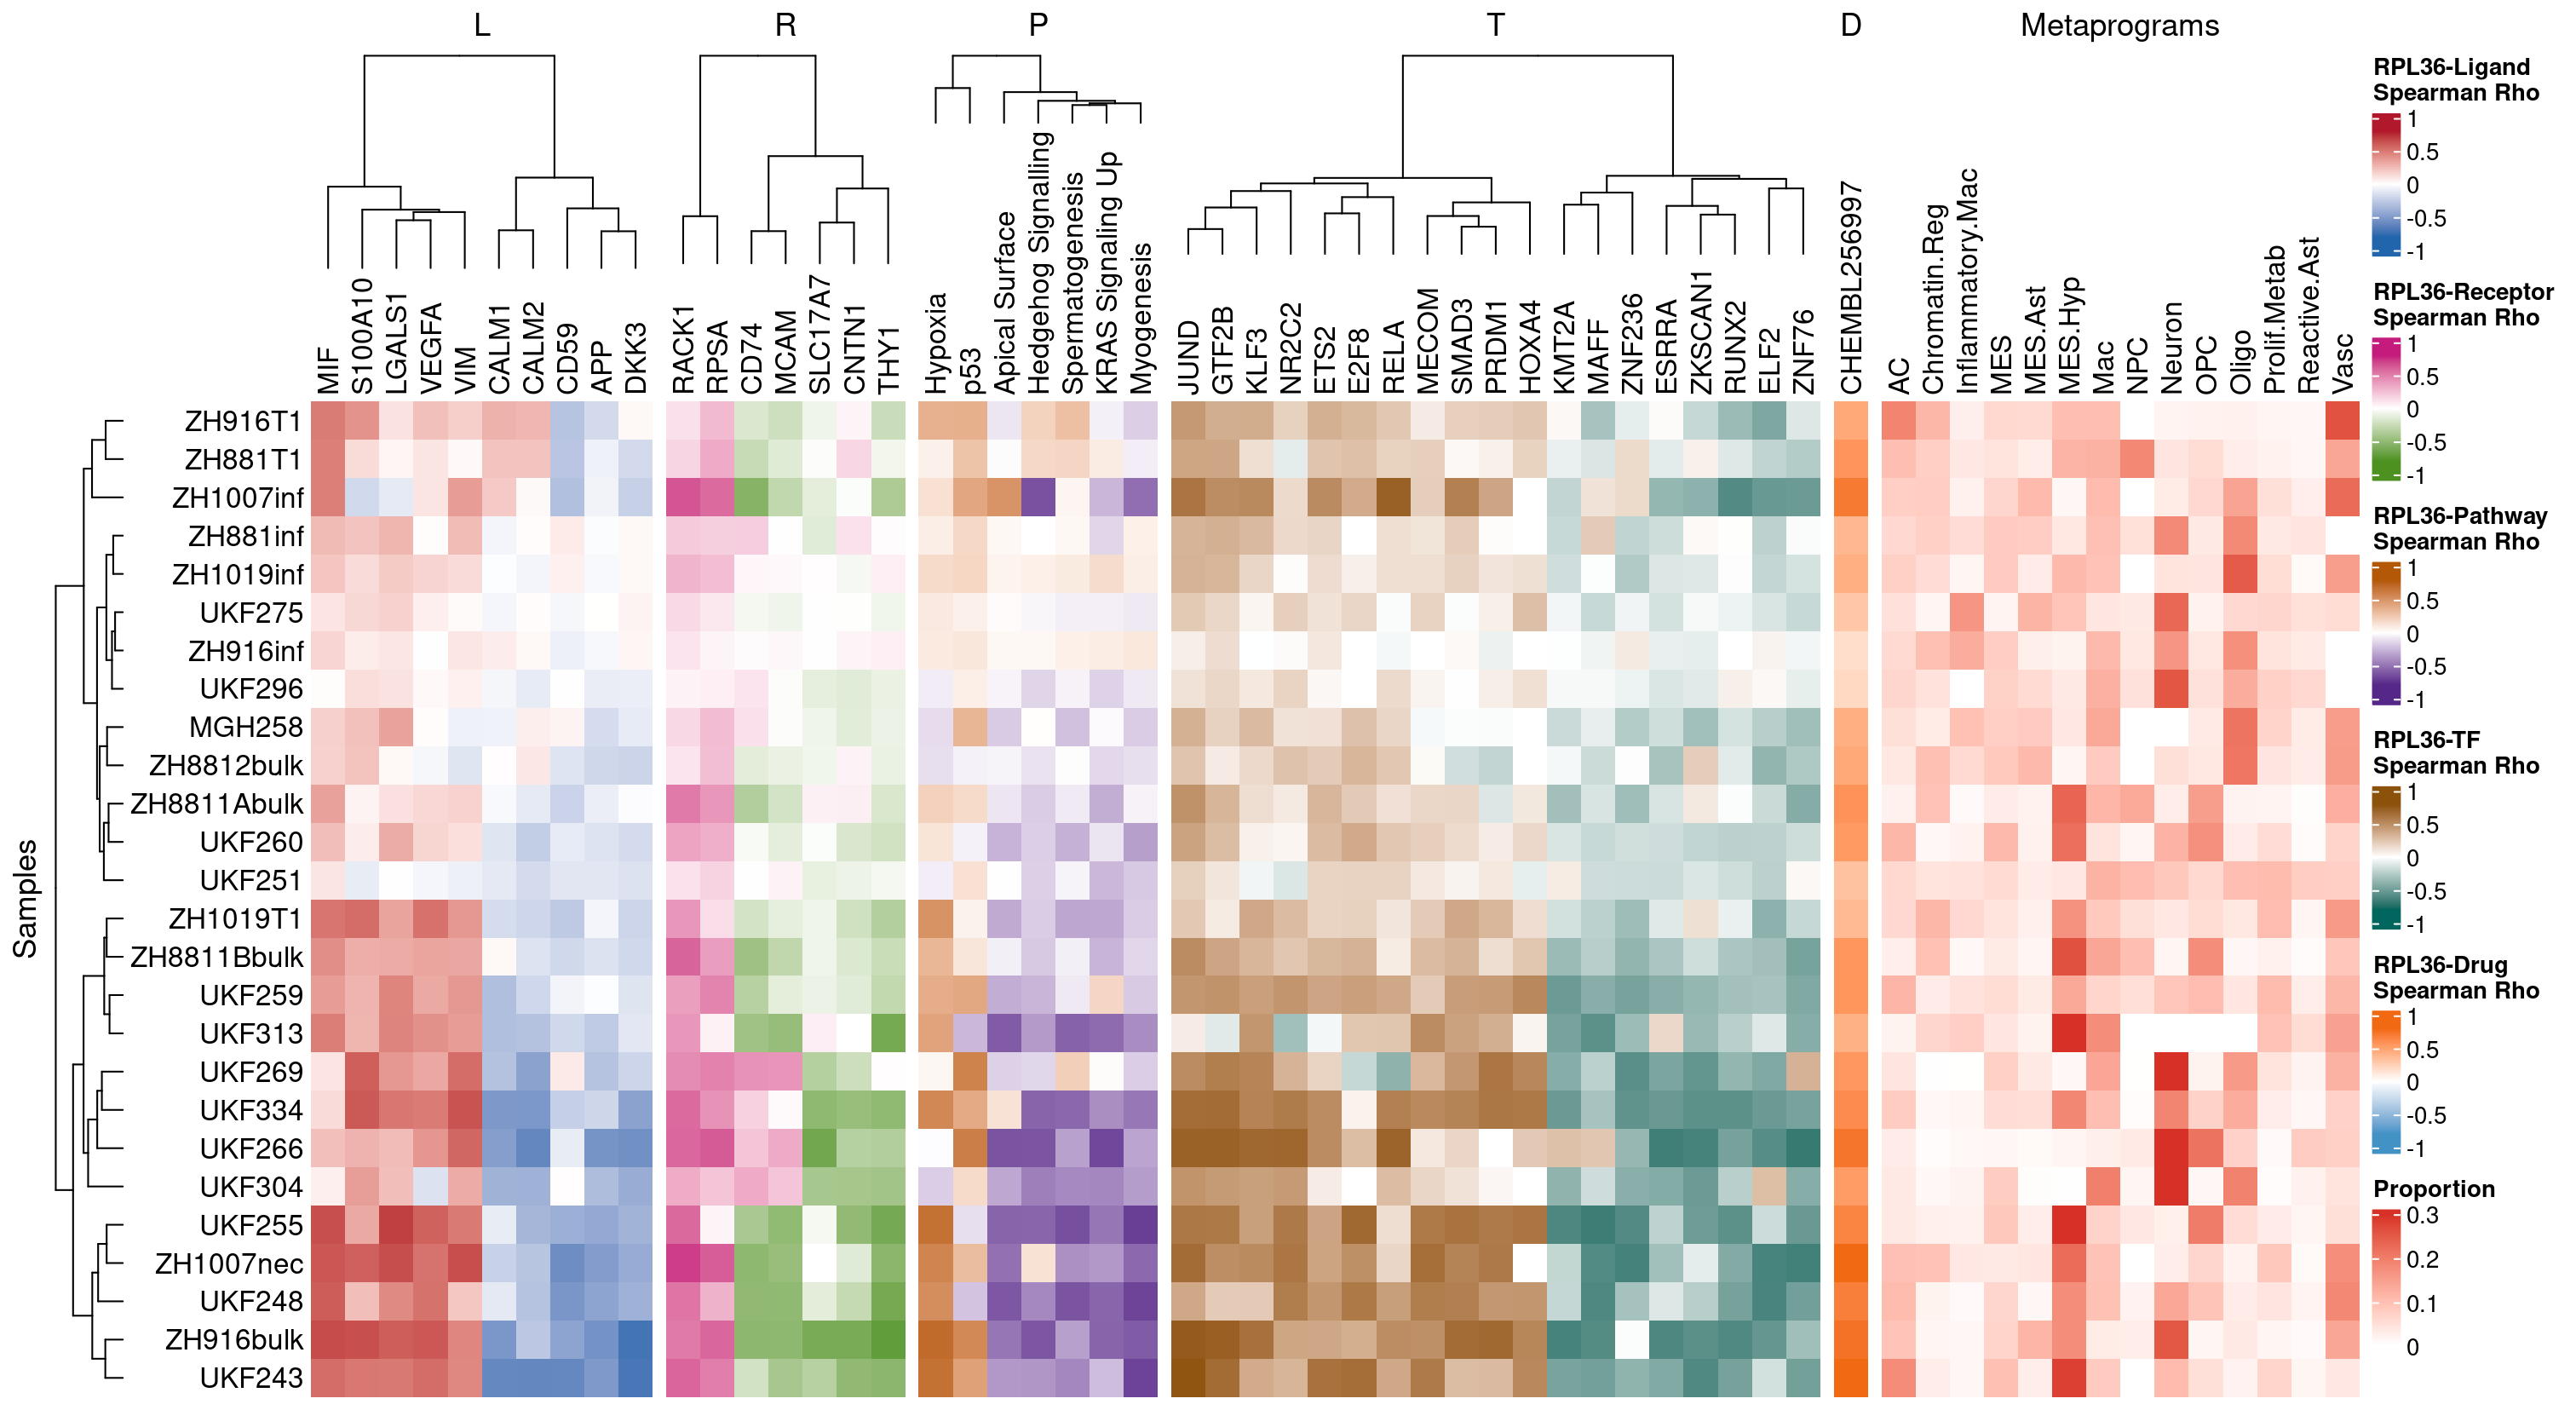 L R P T D Metaprograms
MIF S100A10 LGALS1 VEGFA VIM CALM1 CALM2 CD59 APP DKK3
RACK1 RPSA CD74 MCAM SLC17A7 CNTN1 THY1
Hypoxia p53 Apical Surface Hedgehog Signalling Spermatogenesis KRAS Signaling Up Myogenesis
JUND GTF2B KLF3 NR2C2 ETS2 E2F8 RELA MECOM SMAD3 PRDM1 HOXA4 KMT2A MAFF ZNF236 ESRRA ZKSCAN1 RUNX2 ELF2 ZNF76
CHEMBL256997
AC Chromatin.Reg Inflammatory.Mac MES MES.Ast MES.Hyp Mac NPC Neuron OPC Oligo Prolif.Metab Reactive.Ast Vasc
Samples
ZH916T1
ZH881T1
ZH1007inf
ZH881inf
ZH1019inf
UKF275
ZH916inf
UKF296
MGH258
ZH8812bulk
ZH8811Abulk
UKF260
UKF251
ZH1019T1
ZH8811Bbulk
UKF259
UKF313
UKF269
UKF334
UKF266
UKF304
UKF255
ZH1007nec
UKF248
ZH916bulk
UKF243
RPL36-Ligand
Spearman Rho
1
0.5
0
-0.5
-1
RPL36-Receptor
Spearman Rho
1
0.5
0
-0.5
-1
RPL36-Pathway
Spearman Rho
1
0.5
0
-0.5
-1
RPL36-TF
Spearman Rho
1
0.5
0
-0.5
-1
RPL36-Drug
Spearman Rho
1
0.5
0
-0.5
-1
Proportion
0.3
0.2
0.1
0